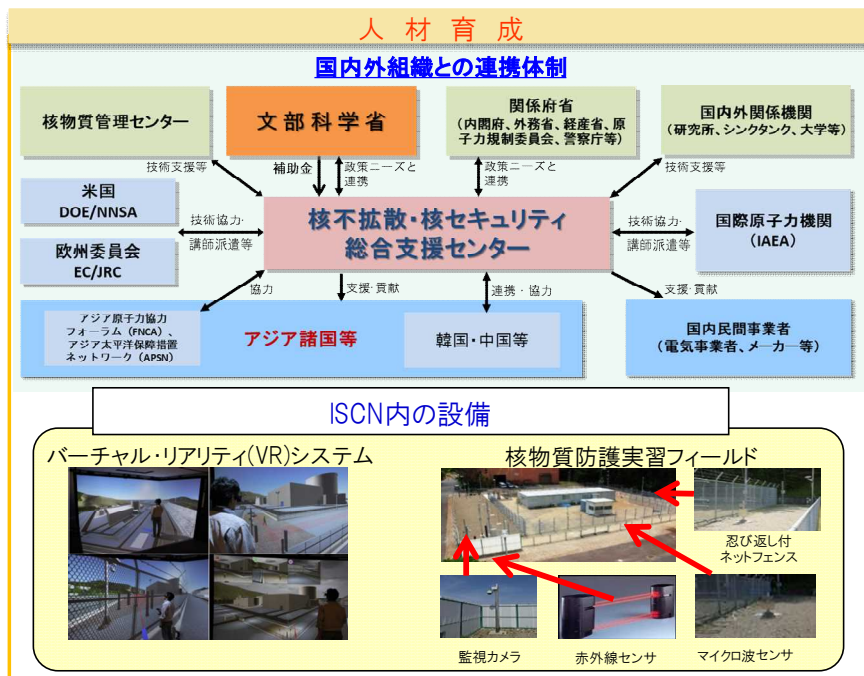 人材育成
国内外組織との連携体制
核物質管理センター
文部科学省
関係府省
(内閣府、外務省、経産省、原
子力規制委員会、警察庁等)
国内外関係機関
(研究所、シンクタンク、大学等)
技術支援等
補助金
政策ニーズと
連携
政策ニーズと
連携
技術支援等
米国
DOE/NNSA
欧州委員会
EC/JRC
技術協力・
講師派遣等
核不拡散・核セキュリティ
総合支援センター
技術協力・
講師派遣等
国際原子力機関
(IAEA)
協力
支援・貢献
連携・協力
支援・貢献
アジア原子力協力
フォーラム(FNCA)、
アジア太平洋保障措置
ネットワーク(APSN)
アジア諸国等
韓国・中国等
国内民間事業者
(電気事業者、メーカー等)
ISCN内の設備
バーチャル・リアリティ(VR)システム
核物質防護実習フィールド
忍び返し付
ネットフェンス
監視カメラ
赤外線センサ
マイクロ波センサ